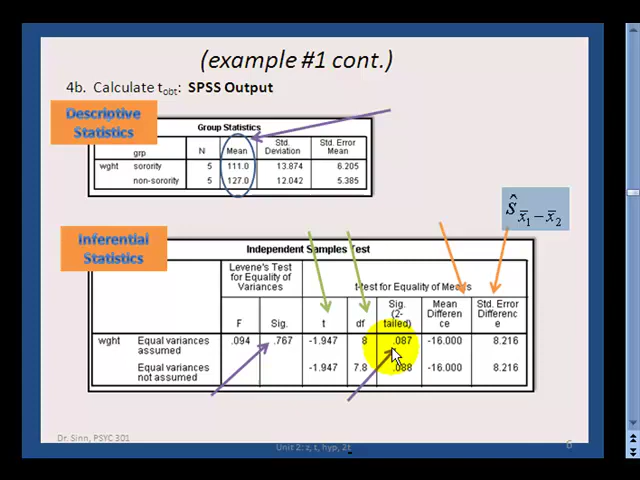 (example #1 cont.)
4b. Calculate tobt: SPSS Output
Descriptive
Statistics
Group Statistics
grp N Mean Std. Deviation Std. Error Mean
wght sorority 5 111.0 13.874 6.205
non-sorority 5 127.0 12.042 5.385
ŝx̄1 − x̄2
Inferential
Statistics
Independent Samples Test
Levene's Test for Equality of Variances t-test for Equality of Means
F Sig. t df Sig. (2-tailed) Mean Differen ce Std. Error Differenc e
wght Equal variances assumed .094 .767 -1.947 8 .087 -16.000 8.216
Equal variances not assumed -1.947 7.8 .088 -16.000 8.216
Dr. Sinn, PSYC 301
Unit 2: z, t, hyp, 2t
6